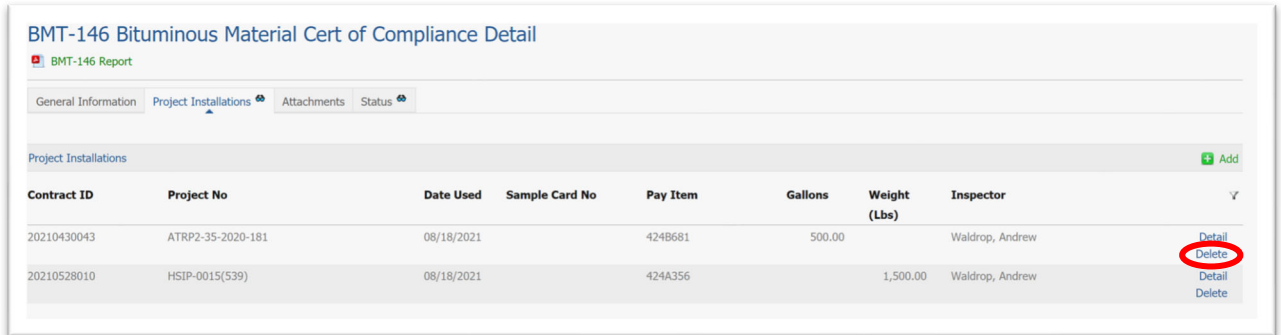 BMT-146 Bituminous Material Cert of Compliance Detail
BMT-146 Report
General Information Project Installations Attachments Status
Project Installations Add
Contract ID Project No Date Used Sample Card No Pay Item Gallons Weight (Lbs) Inspector
20210430043 ATRP2-35-2020-181 08/18/2021 424B681 500.00 Waldrop, Andrew Detail
Delete
20210528010 HSIP-0015(539) 08/18/2021 424A356 1,500.00 Waldrop, Andrew Detail
Delete